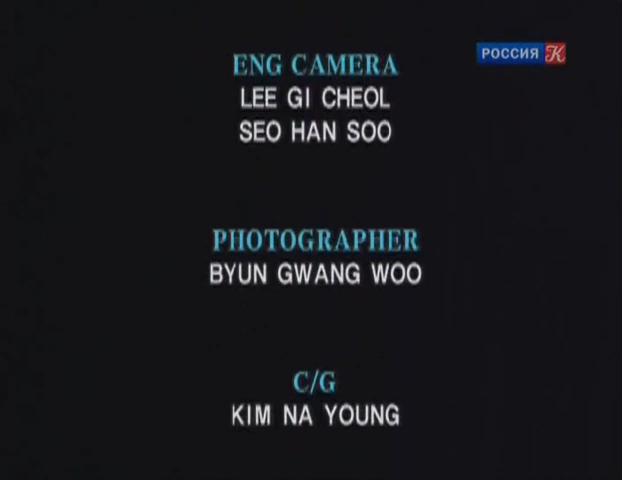 РОССИЯ К
ENG CAMERA
LEE GI CHEOL
SEO HAN SOO
PHOTOGRAPHER
BYUN GWANG WOO
C/G
KIM NA YOUNG